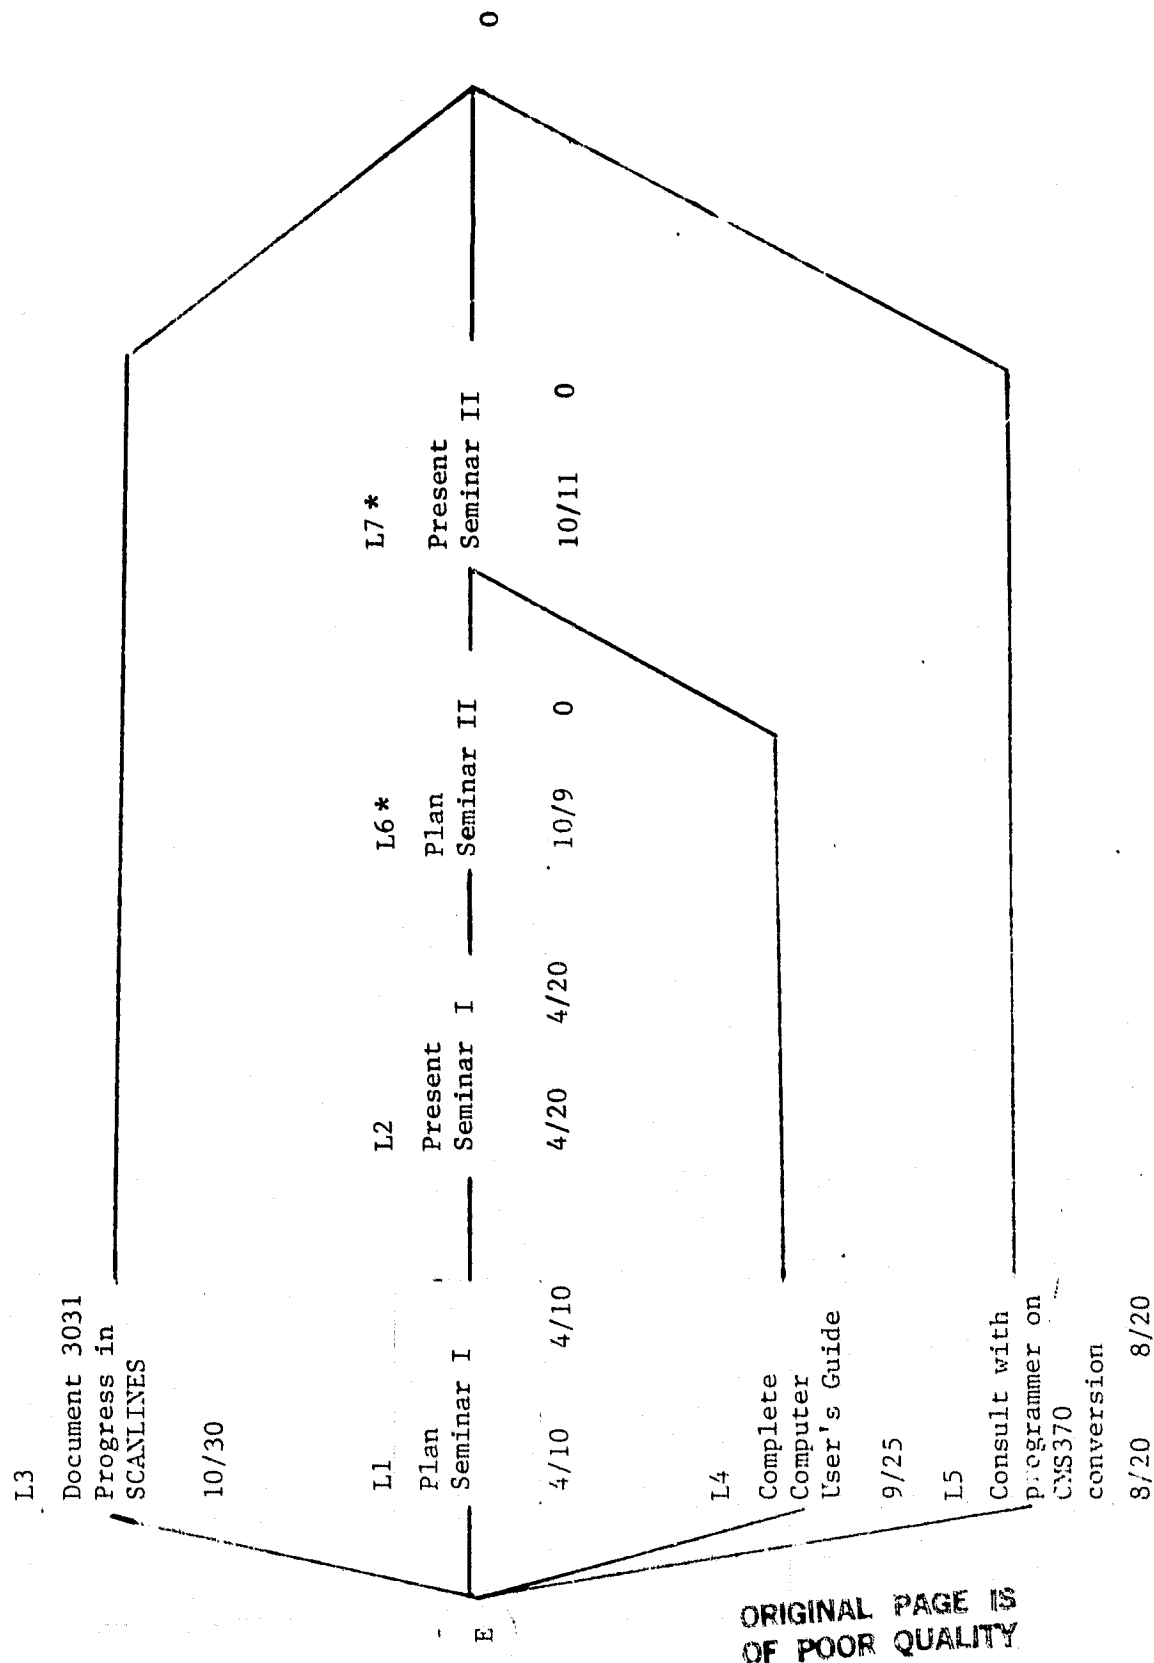 L3
Document 3031
Progress in
SCANLINES
10/30
L1
Plan
Seminar I
4/10 4/10
L2
Present
Seminar I
4/20 4/20
L6*
Plan
Seminar II
10/9 0
L7*
Present
Seminar II
10/11 0
L4
Complete
Computer
User's Guide
9/25
L5
Consult with
programmer on
CMS370
conversion
8/20 8/20
E
O
ORIGINAL PAGE IS
OF POOR QUALITY